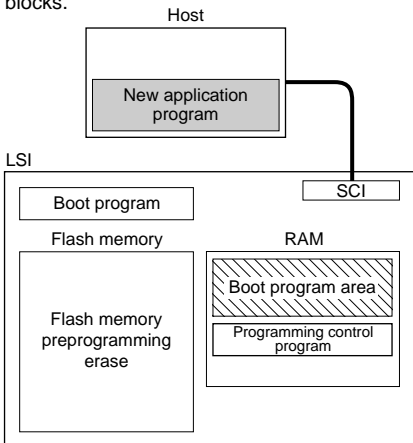 blocks.
Host
New application
program
LSI
SCI
Boot program
Flash memory
RAM
Boot program area
Flash memory
preprogramming
erase
Programming control
program